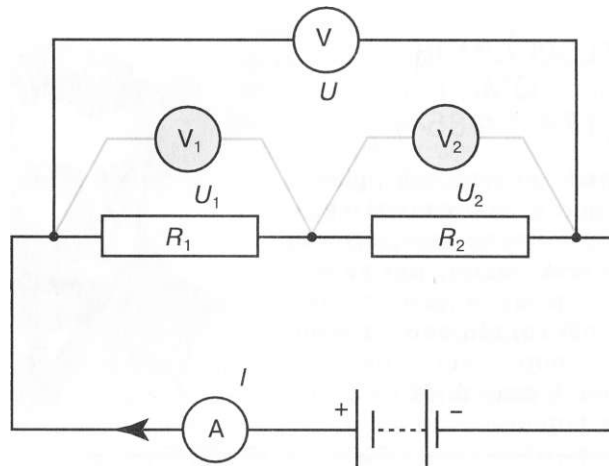 V
U
V₁ V₂
U₁ U₂
R₁ R₂
I
A + −